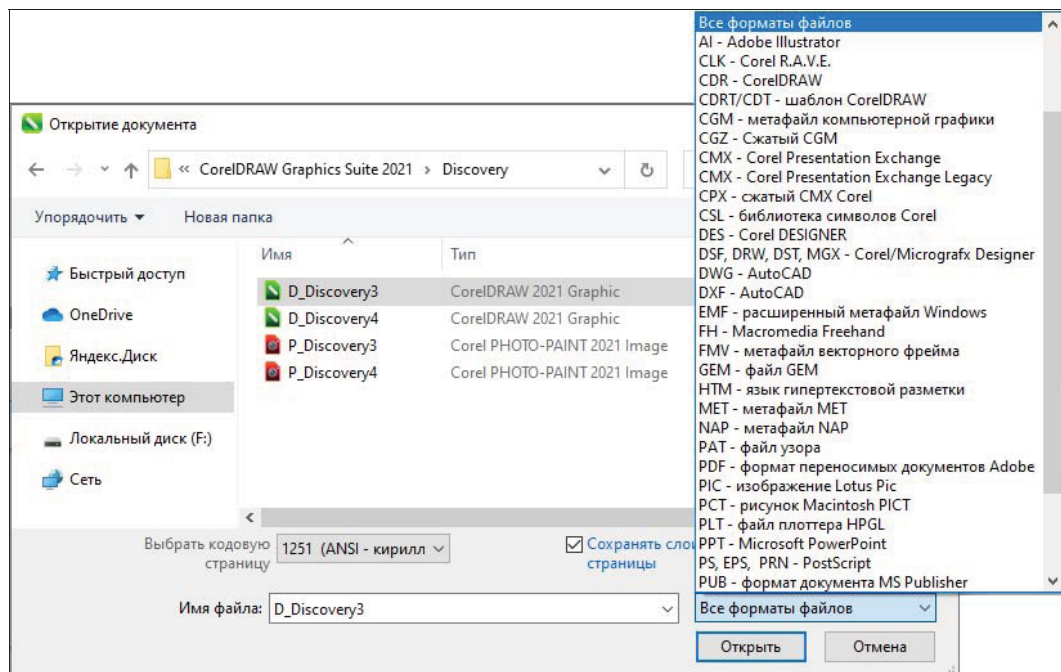 Открытие документа
« CorelDRAW Graphics Suite 2021 › Discovery
Упорядочить
Новая папка
Быстрый доступ
OneDrive
Яндекс.Диск
Этот компьютер
Локальный диск (F:)
Сеть
Имя
Тип
D_Discovery3
CorelDRAW 2021 Graphic
D_Discovery4
CorelDRAW 2021 Graphic
P_Discovery3
Corel PHOTO-PAINT 2021 Image
P_Discovery4
Corel PHOTO-PAINT 2021 Image
Выбрать кодовую
страницу
1251 (ANSI - кирилл
Сохранять сло
страницы
Имя файла:
D_Discovery3
Все форматы файлов
AI - Adobe Illustrator
CLK - Corel R.A.V.E.
CDR - CorelDRAW
CDRT/CDT - шаблон CorelDRAW
CGM - метафайл компьютерной графики
CGZ - Сжатый CGM
CMX - Corel Presentation Exchange
CMX - Corel Presentation Exchange Legacy
CPX - сжатый CMX Corel
CSL - библиотека символов Corel
DES - Corel DESIGNER
DSF, DRW, DST, MGX - Corel/Micrografx Designer
DWG - AutoCAD
DXF - AutoCAD
EMF - расширенный метафайл Windows
FH - Macromedia Freehand
FMV - метафайл векторного фрейма
GEM - файл GEM
HTM - язык гипертекстовой разметки
MET - метафайл MET
NAP - метафайл NAP
PAT - файл узора
PDF - формат переносимых документов Adobe
PIC - изображение Lotus Pic
PCT - рисунок Macintosh PICT
PLT - файл плоттера HPGL
PPT - Microsoft PowerPoint
PS, EPS, PRN - PostScript
PUB - формат документа MS Publisher
Все форматы файлов
Открыть
Отмена